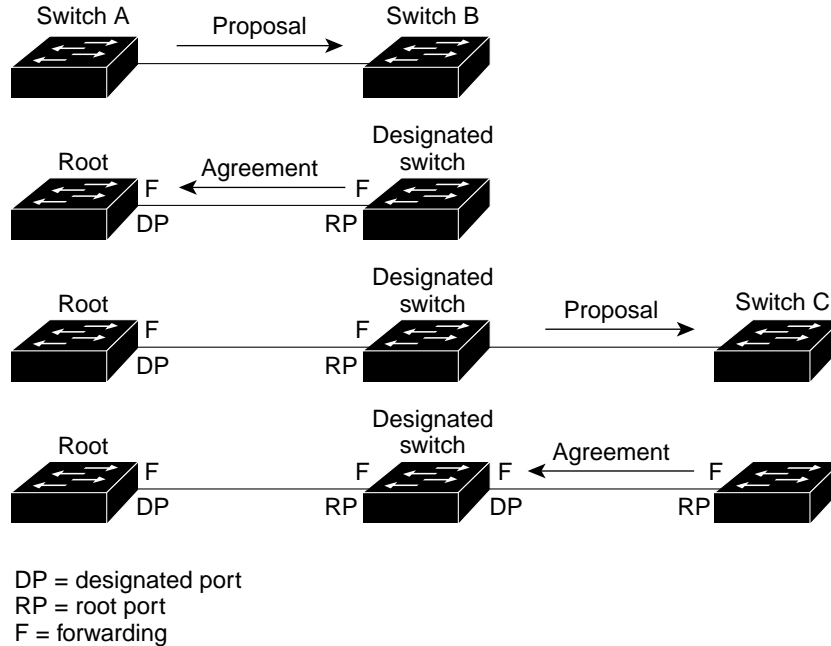 Switch A
Proposal
Switch B
Root
Agreement
Designated
switch
F
F
DP
RP
Root
Designated
switch
Proposal
Switch C
F
F
DP
RP
Root
Designated
switch
Agreement
F
F
F
F
DP
RP
DP
RP
DP = designated port
RP = root port
F = forwarding